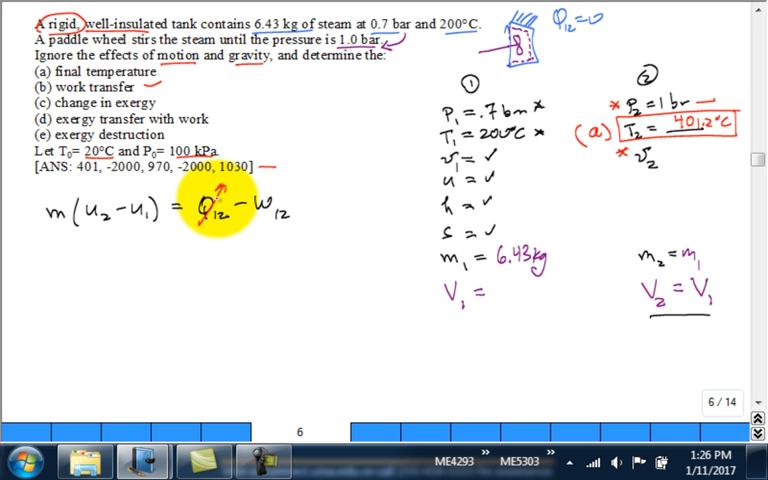 A rigid, well-insulated tank contains 6.43 kg of steam at 0.7 bar and 200°C.
A paddle wheel stirs the steam until the pressure is 1.0 bar.
Ignore the effects of motion and gravity, and determine the:
(a) final temperature
(b) work transfer
(c) change in exergy
(d) exergy transfer with work
(e) exergy destruction
Let T0= 20°C and P0= 100 kPa.
[ANS: 401, -2000, 970, -2000, 1030]
m(u2-u1) = Q12 - W12
Q12=0
8
①
P1 = .7 bar *
T1 = 200°C *
v1 = ✓
u = ✓
h = ✓
s = ✓
m1 = 6.43kg
V1 =
②
* P2 = 1 br
(a) T2 = 401.2°C
* v2
m2 = m1
V2 = V1
6 / 14
6
ME4293 »
ME5303 »
1:26 PM
1/11/2017